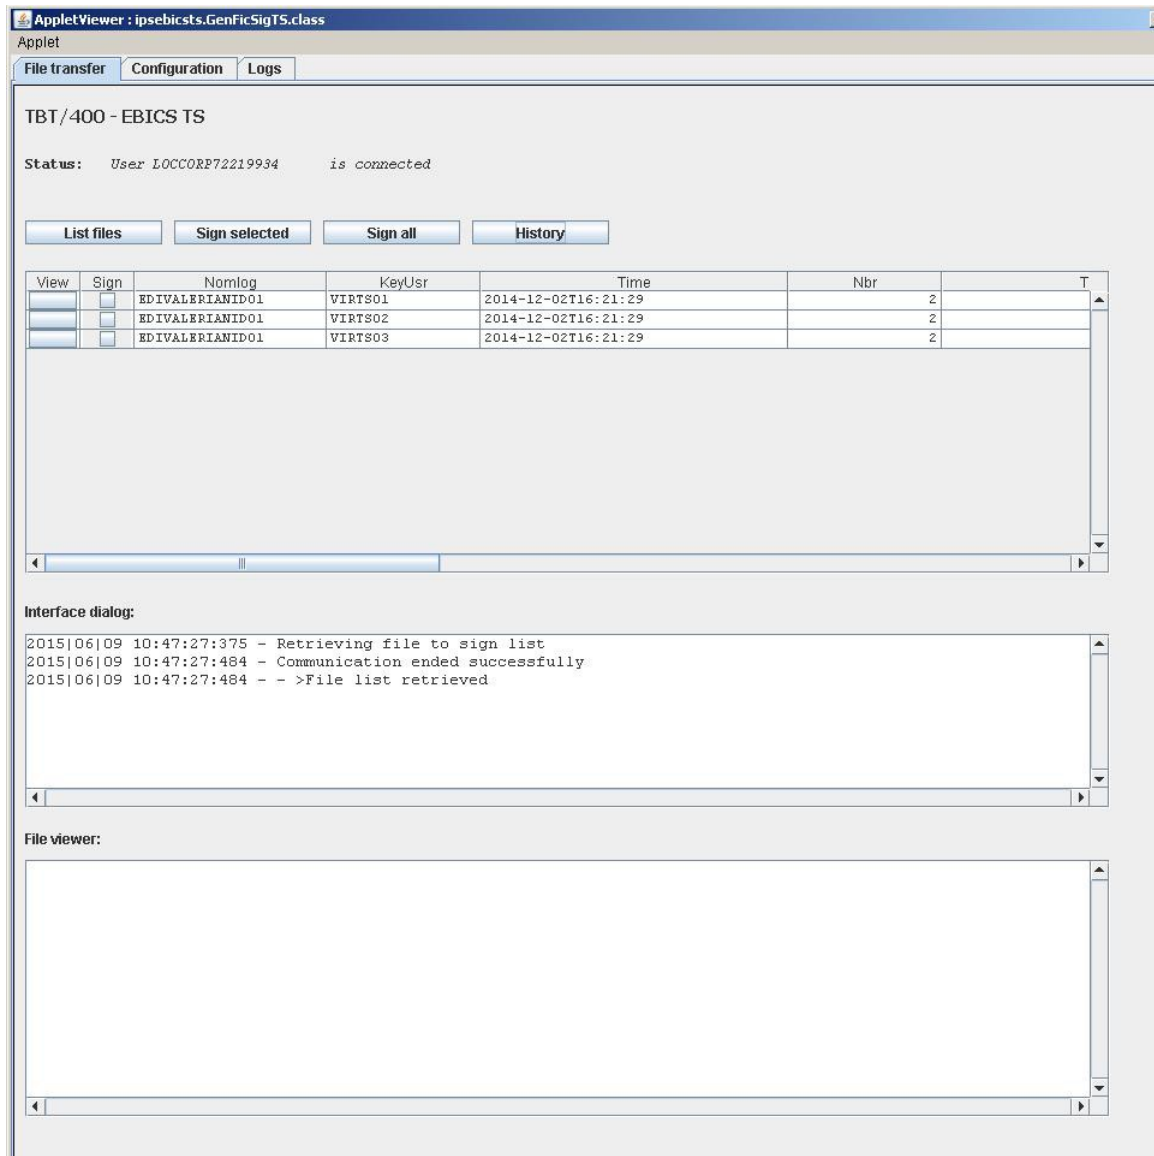 AppletViewer : ipsebicsts.GenFicSigTS.class
Applet
File transfer Configuration Logs
TBT/400 - EBICS TS
Status: User LOCCORP72219934 is connected
List files Sign selected Sign all History
View Sign Nomlog KeyUsr Time Nbr T
EDIVALERIANID01 VIRTS01 2014-12-02T16:21:29 2
EDIVALERIANID01 VIRTS02 2014-12-02T16:21:29 2
EDIVALERIANID01 VIRTS03 2014-12-02T16:21:29 2
Interface dialog:
2015|06|09 10:47:27:375 - Retrieving file to sign list
2015|06|09 10:47:27:484 - Communication ended successfully
2015|06|09 10:47:27:484 - - >File list retrieved
File viewer: